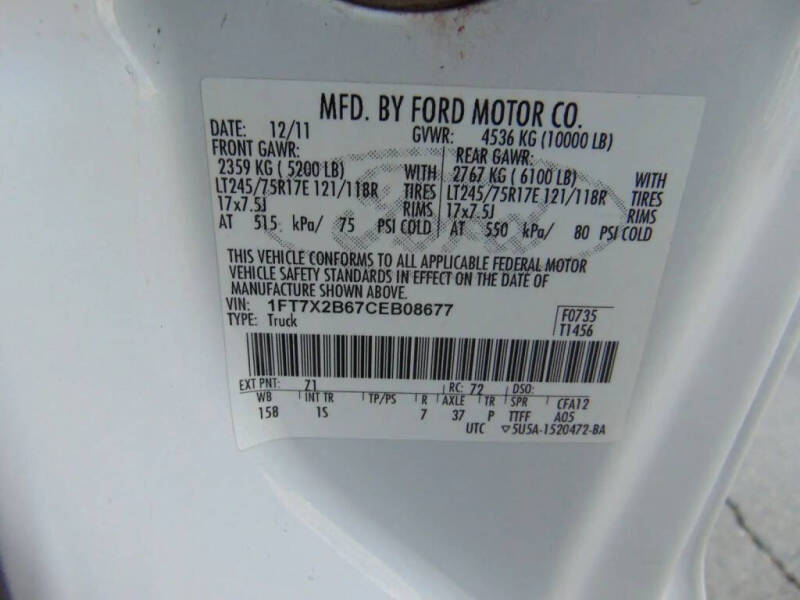 MFD. BY FORD MOTOR CO.
DATE: 12/11 GVWR: 4536 KG (10000 LB)
FRONT GAWR: REAR GAWR:
2359 KG ( 5200 LB) WITH 2767 KG ( 6100 LB) WITH
LT245/75R17E 121/118R TIRES LT245/75R17E 121/118R TIRES
17x7.5J RIMS 17x7.5J RIMS
AT 515 kPa/ 75 PSI COLD AT 550 kPa/ 80 PSI COLD
THIS VEHICLE CONFORMS TO ALL APPLICABLE FEDERAL MOTOR
VEHICLE SAFETY STANDARDS IN EFFECT ON THE DATE OF
MANUFACTURE SHOWN ABOVE.
VIN: 1FT7X2B67CEB08677 F0735
TYPE: Truck T1456
EXT PNT: Z1 RC: 72 DSO:
WB INT TR TP/PS R AXLE TR SPR CFA12
158 1S 7 37 P TTFF A05
UTC ▽5U5A-1520472-BA
Ford